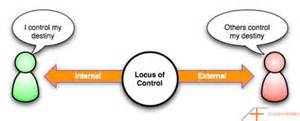 I control my
destiny
Others control
my destiny
Internal
Locus of
Control
External